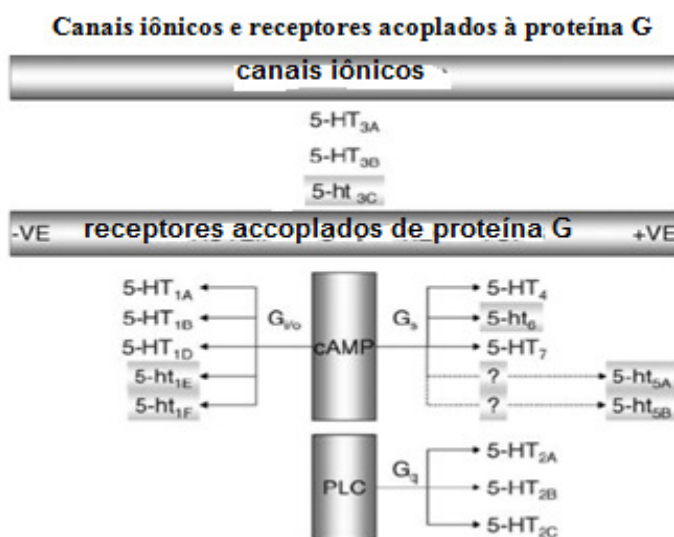 Canais iônicos e receptores acoplados à proteína G
canais iônicos
5-HT3A
5-HT3B
5-ht 3C
-VE receptores accoplados de proteína G +VE
5-HT1A 5-HT4
5-HT1B Gi/o Gs 5-ht6
5-HT1D cAMP 5-HT7
5-ht1E ? 5-ht5A
5-ht1F ? 5-ht5B
5-HT2A
PLC Gq 5-HT2B
5-HT2C